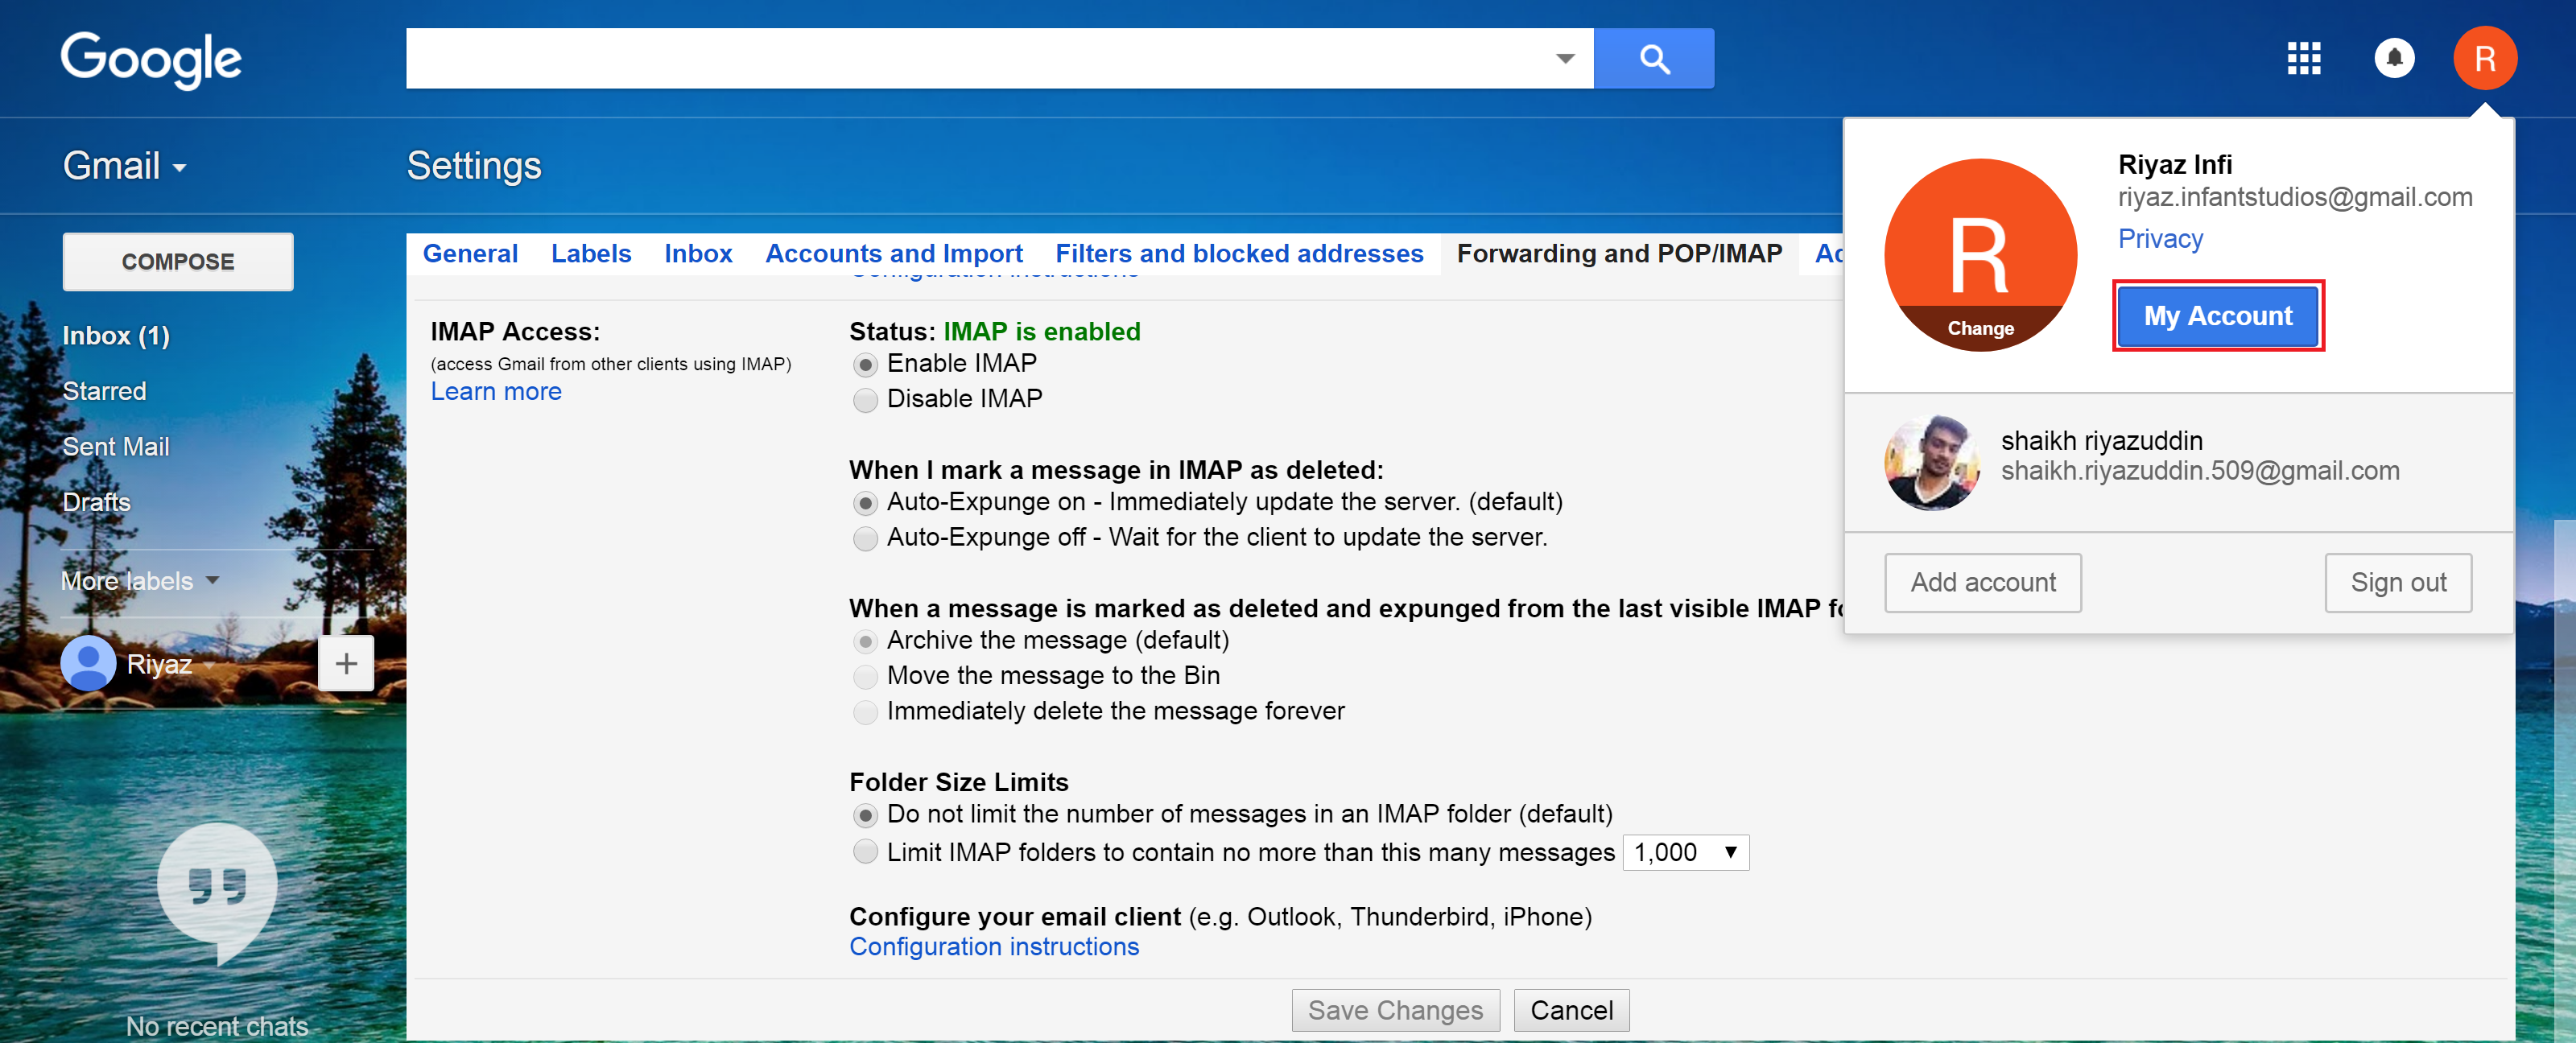 Google
R
Gmail
Settings
COMPOSE
Inbox (1)
Starred
Sent Mail
Drafts
More labels
Riyaz
No recent chats
General Labels Inbox Accounts and Import Filters and blocked addresses Forwarding and POP/IMAP
Configuration instructions
IMAP Access:
(access Gmail from other clients using IMAP)
Learn more
Status: IMAP is enabled
Enable IMAP
Disable IMAP
When I mark a message in IMAP as deleted:
Auto-Expunge on - Immediately update the server. (default)
Auto-Expunge off - Wait for the client to update the server.
When a message is marked as deleted and expunged from the last visible IMAP
Archive the message (default)
Move the message to the Bin
Immediately delete the message forever
Folder Size Limits
Do not limit the number of messages in an IMAP folder (default)
Limit IMAP folders to contain no more than this many messages 1,000
Configure your email client (e.g. Outlook, Thunderbird, iPhone)
Configuration instructions
Save Changes Cancel
R
Change
Riyaz Infi
riyaz.infantstudios@gmail.com
Privacy
My Account
shaikh riyazuddin
shaikh.riyazuddin.509@gmail.com
Add account Sign out